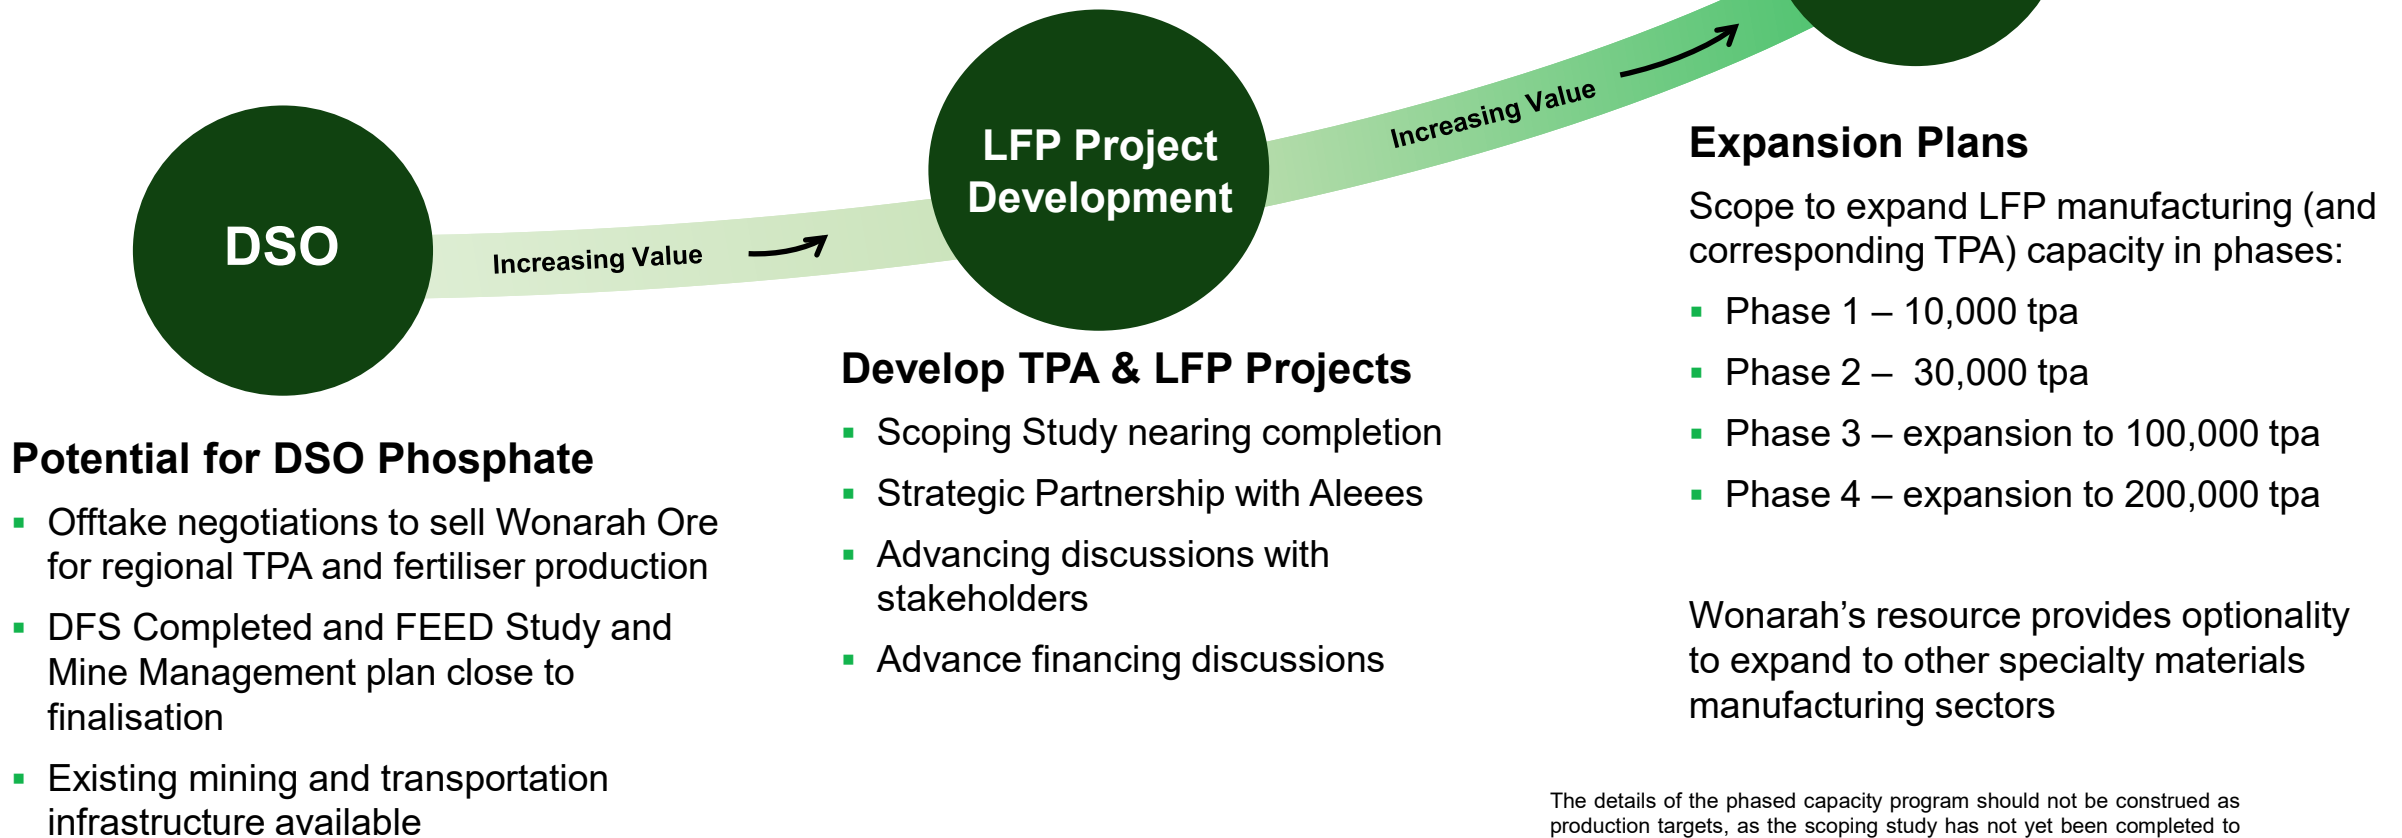 DSO
Increasing Value
LFP Project
Development
Increasing Value
Potential for DSO Phosphate
▪ Offtake negotiations to sell Wonarah Ore
for regional TPA and fertiliser production
▪ DFS Completed and FEED Study and
Mine Management plan close to
finalisation
▪ Existing mining and transportation
infrastructure available
Develop TPA & LFP Projects
▪ Scoping Study nearing completion
▪ Strategic Partnership with Aleees
▪ Advancing discussions with
stakeholders
▪ Advance financing discussions
Expansion Plans
Scope to expand LFP manufacturing (and
corresponding TPA) capacity in phases:
▪ Phase 1 – 10,000 tpa
▪ Phase 2 –  30,000 tpa
▪ Phase 3 – expansion to 100,000 tpa
▪ Phase 4 – expansion to 200,000 tpa
Wonarah’s resource provides optionality
to expand to other specialty materials
manufacturing sectors
The details of the phased capacity program should not be construed as
production targets, as the scoping study has not yet been completed to